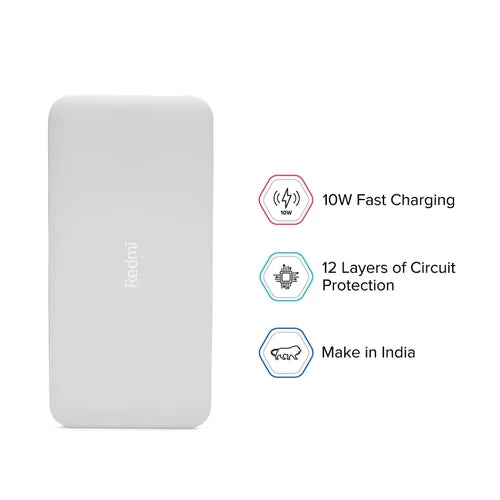 Redmi
10W
10W Fast Charging
12 Layers of Circuit
Protection
Make in India